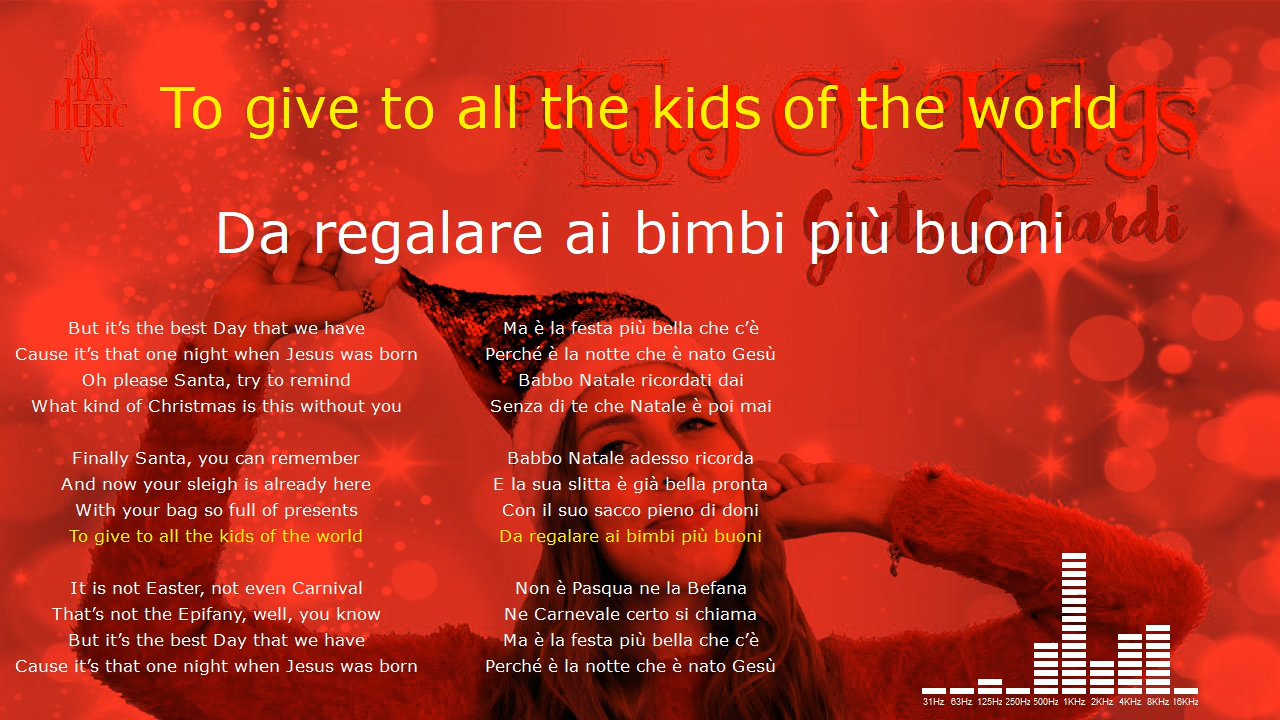 CHRISTMAS MUSIC TV
King Of Kings
Greta Galiardi
To give to all the kids of the world
Da regalare ai bimbi più buoni
But it’s the best Day that we have
Cause it’s that one night when Jesus was born
Oh please Santa, try to remind
What kind of Christmas is this without you
Finally Santa, you can remember
And now your sleigh is already here
With your bag so full of presents
To give to all the kids of the world
It is not Easter, not even Carnival
That’s not the Epifany, well, you know
But it’s the best Day that we have
Cause it’s that one night when Jesus was born
Ma è la festa più bella che c’è
Perché è la notte che è nato Gesù
Babbo Natale ricordati dai
Senza di te che Natale è poi mai
Babbo Natale adesso ricorda
E la sua slitta è già bella pronta
Con il suo sacco pieno di doni
Da regalare ai bimbi più buoni
Non è Pasqua ne la Befana
Ne Carnevale certo si chiama
Ma è la festa più bella che c’è
Perché è la notte che è nato Gesù
31Hz 63Hz 125Hz 250Hz 500Hz 1KHz 2KHz 4KHz 8KHz 16KHz